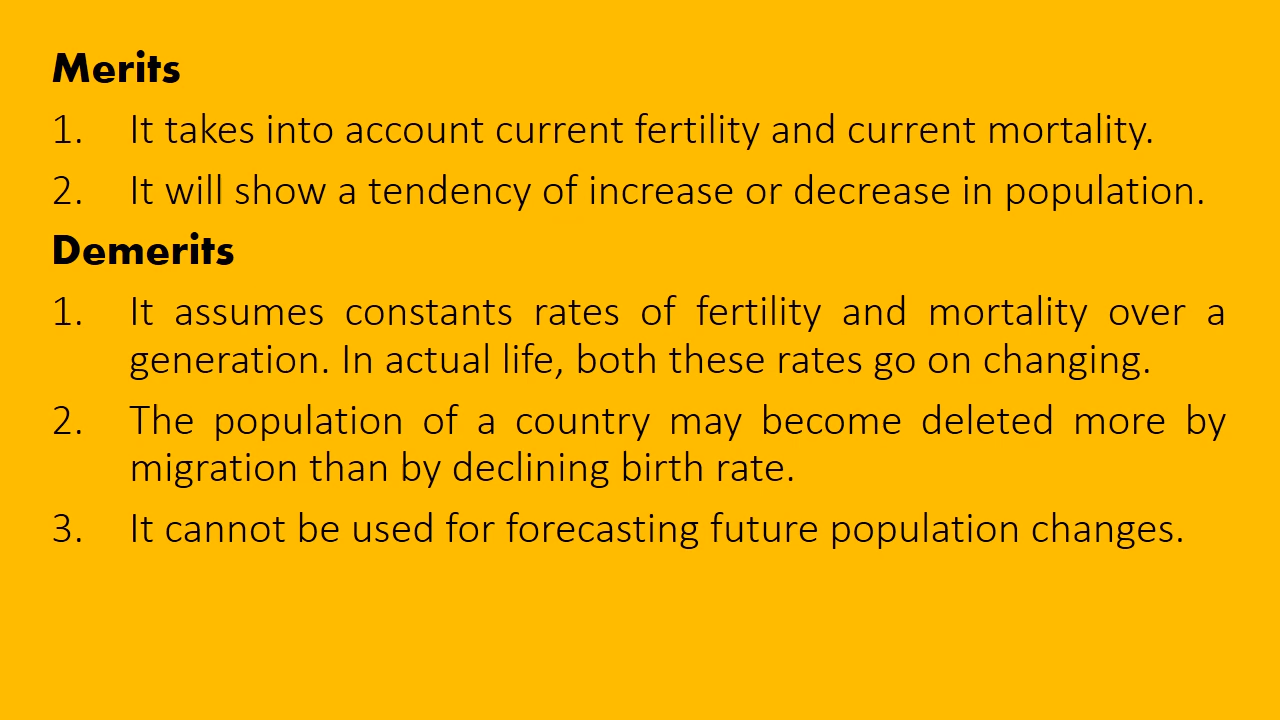 Merits
1. It takes into account current fertility and current mortality.
2. It will show a tendency of increase or decrease in population.
Demerits
1. It assumes constants rates of fertility and mortality over a
generation. In actual life, both these rates go on changing.
2. The population of a country may become deleted more by
migration than by declining birth rate.
3. It cannot be used for forecasting future population changes.